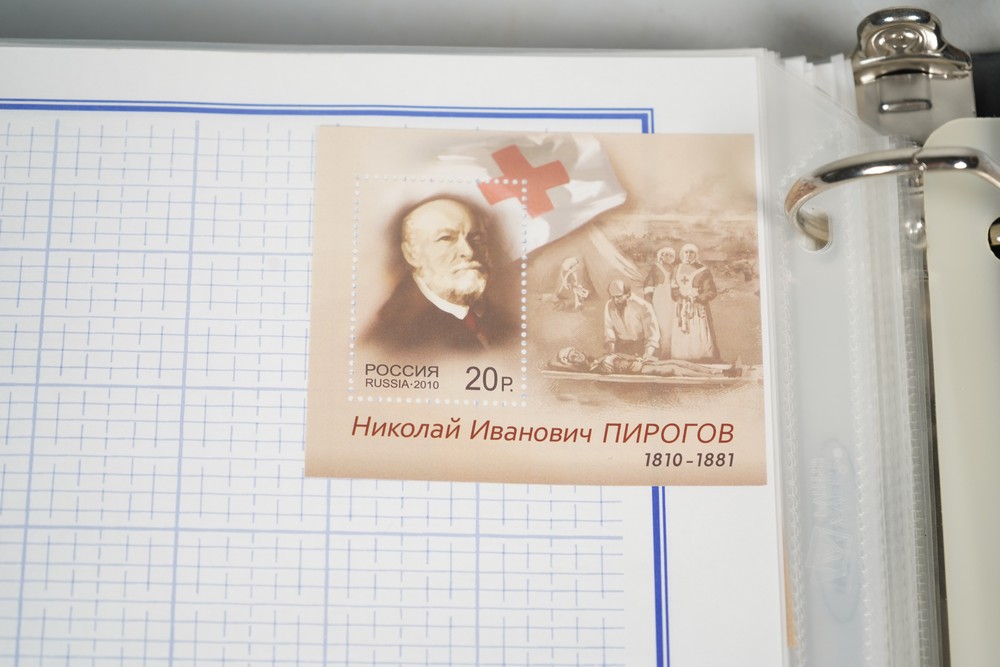 РОССИЯ
RUSSIA·2010
20Р.
Николай Иванович ПИРОГОВ
1810-1881